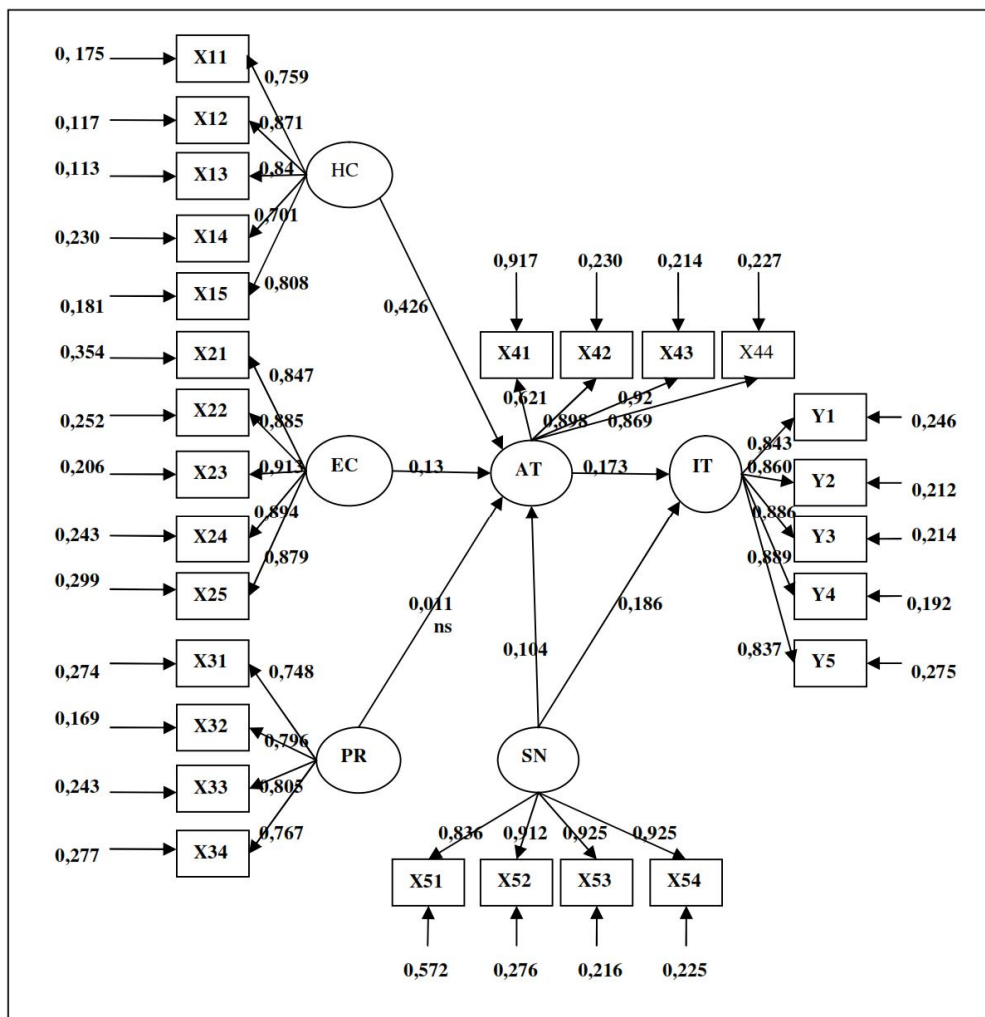 0, 175
X11
0,759
0,117
X12
0,871
0,113
X13
0,84
HC
0,230
X14
0,701
0,181
X15
0,808
0,426
0,917
0,230
0,214
0,227
X41
X42
X43
X44
0,621
0,898
0,92
0,869
0,354
X21
0,847
0,252
X22
0,885
0,206
X23
0,913
EC
0,13
AT
0,173
IT
0,243
X24
0,894
0,299
X25
0,879
Y1
0,246
0,843
0,860
Y2
0,212
0,886
Y3
0,214
0,889
Y4
0,192
0,837
Y5
0,275
0,011
ns
0,186
0,104
0,274
X31
0,748
0,169
X32
0,796
PR
SN
0,243
X33
0,805
0,277
X34
0,767
0,836
0,912
0,925
0,925
X51
X52
X53
X54
0,572
0,276
0,216
0,225